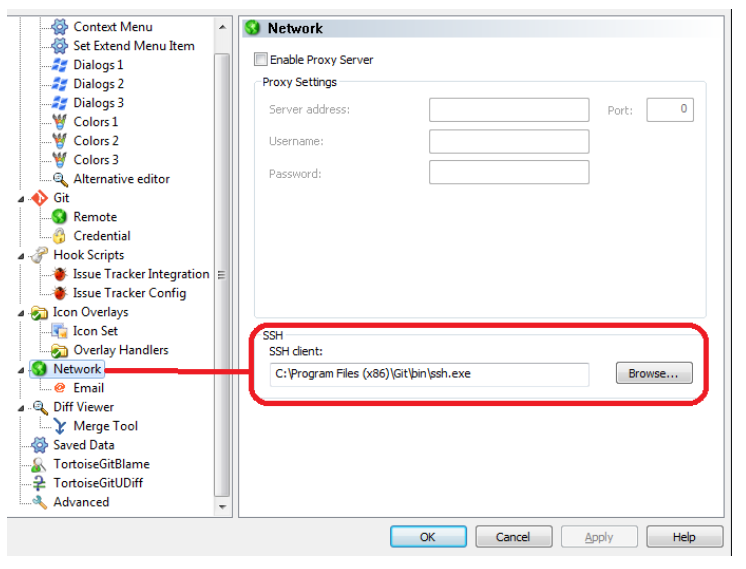 Context Menu
Set Extend Menu Item
Dialogs 1
Dialogs 2
Dialogs 3
Colors 1
Colors 2
Colors 3
Alternative editor
Git
Remote
Credential
Hook Scripts
Issue Tracker Integration
Issue Tracker Config
Icon Overlays
Icon Set
Overlay Handlers
Network
Email
Diff Viewer
Merge Tool
Saved Data
TortoiseGitBlame
TortoiseGitUDiff
Advanced
Network
Enable Proxy Server
Proxy Settings
Server address:
Port: 0
Username:
Password:
SSH
SSH client:
C:\Program Files (x86)\Git\bin\ssh.exe
Browse...
OK Cancel Apply Help